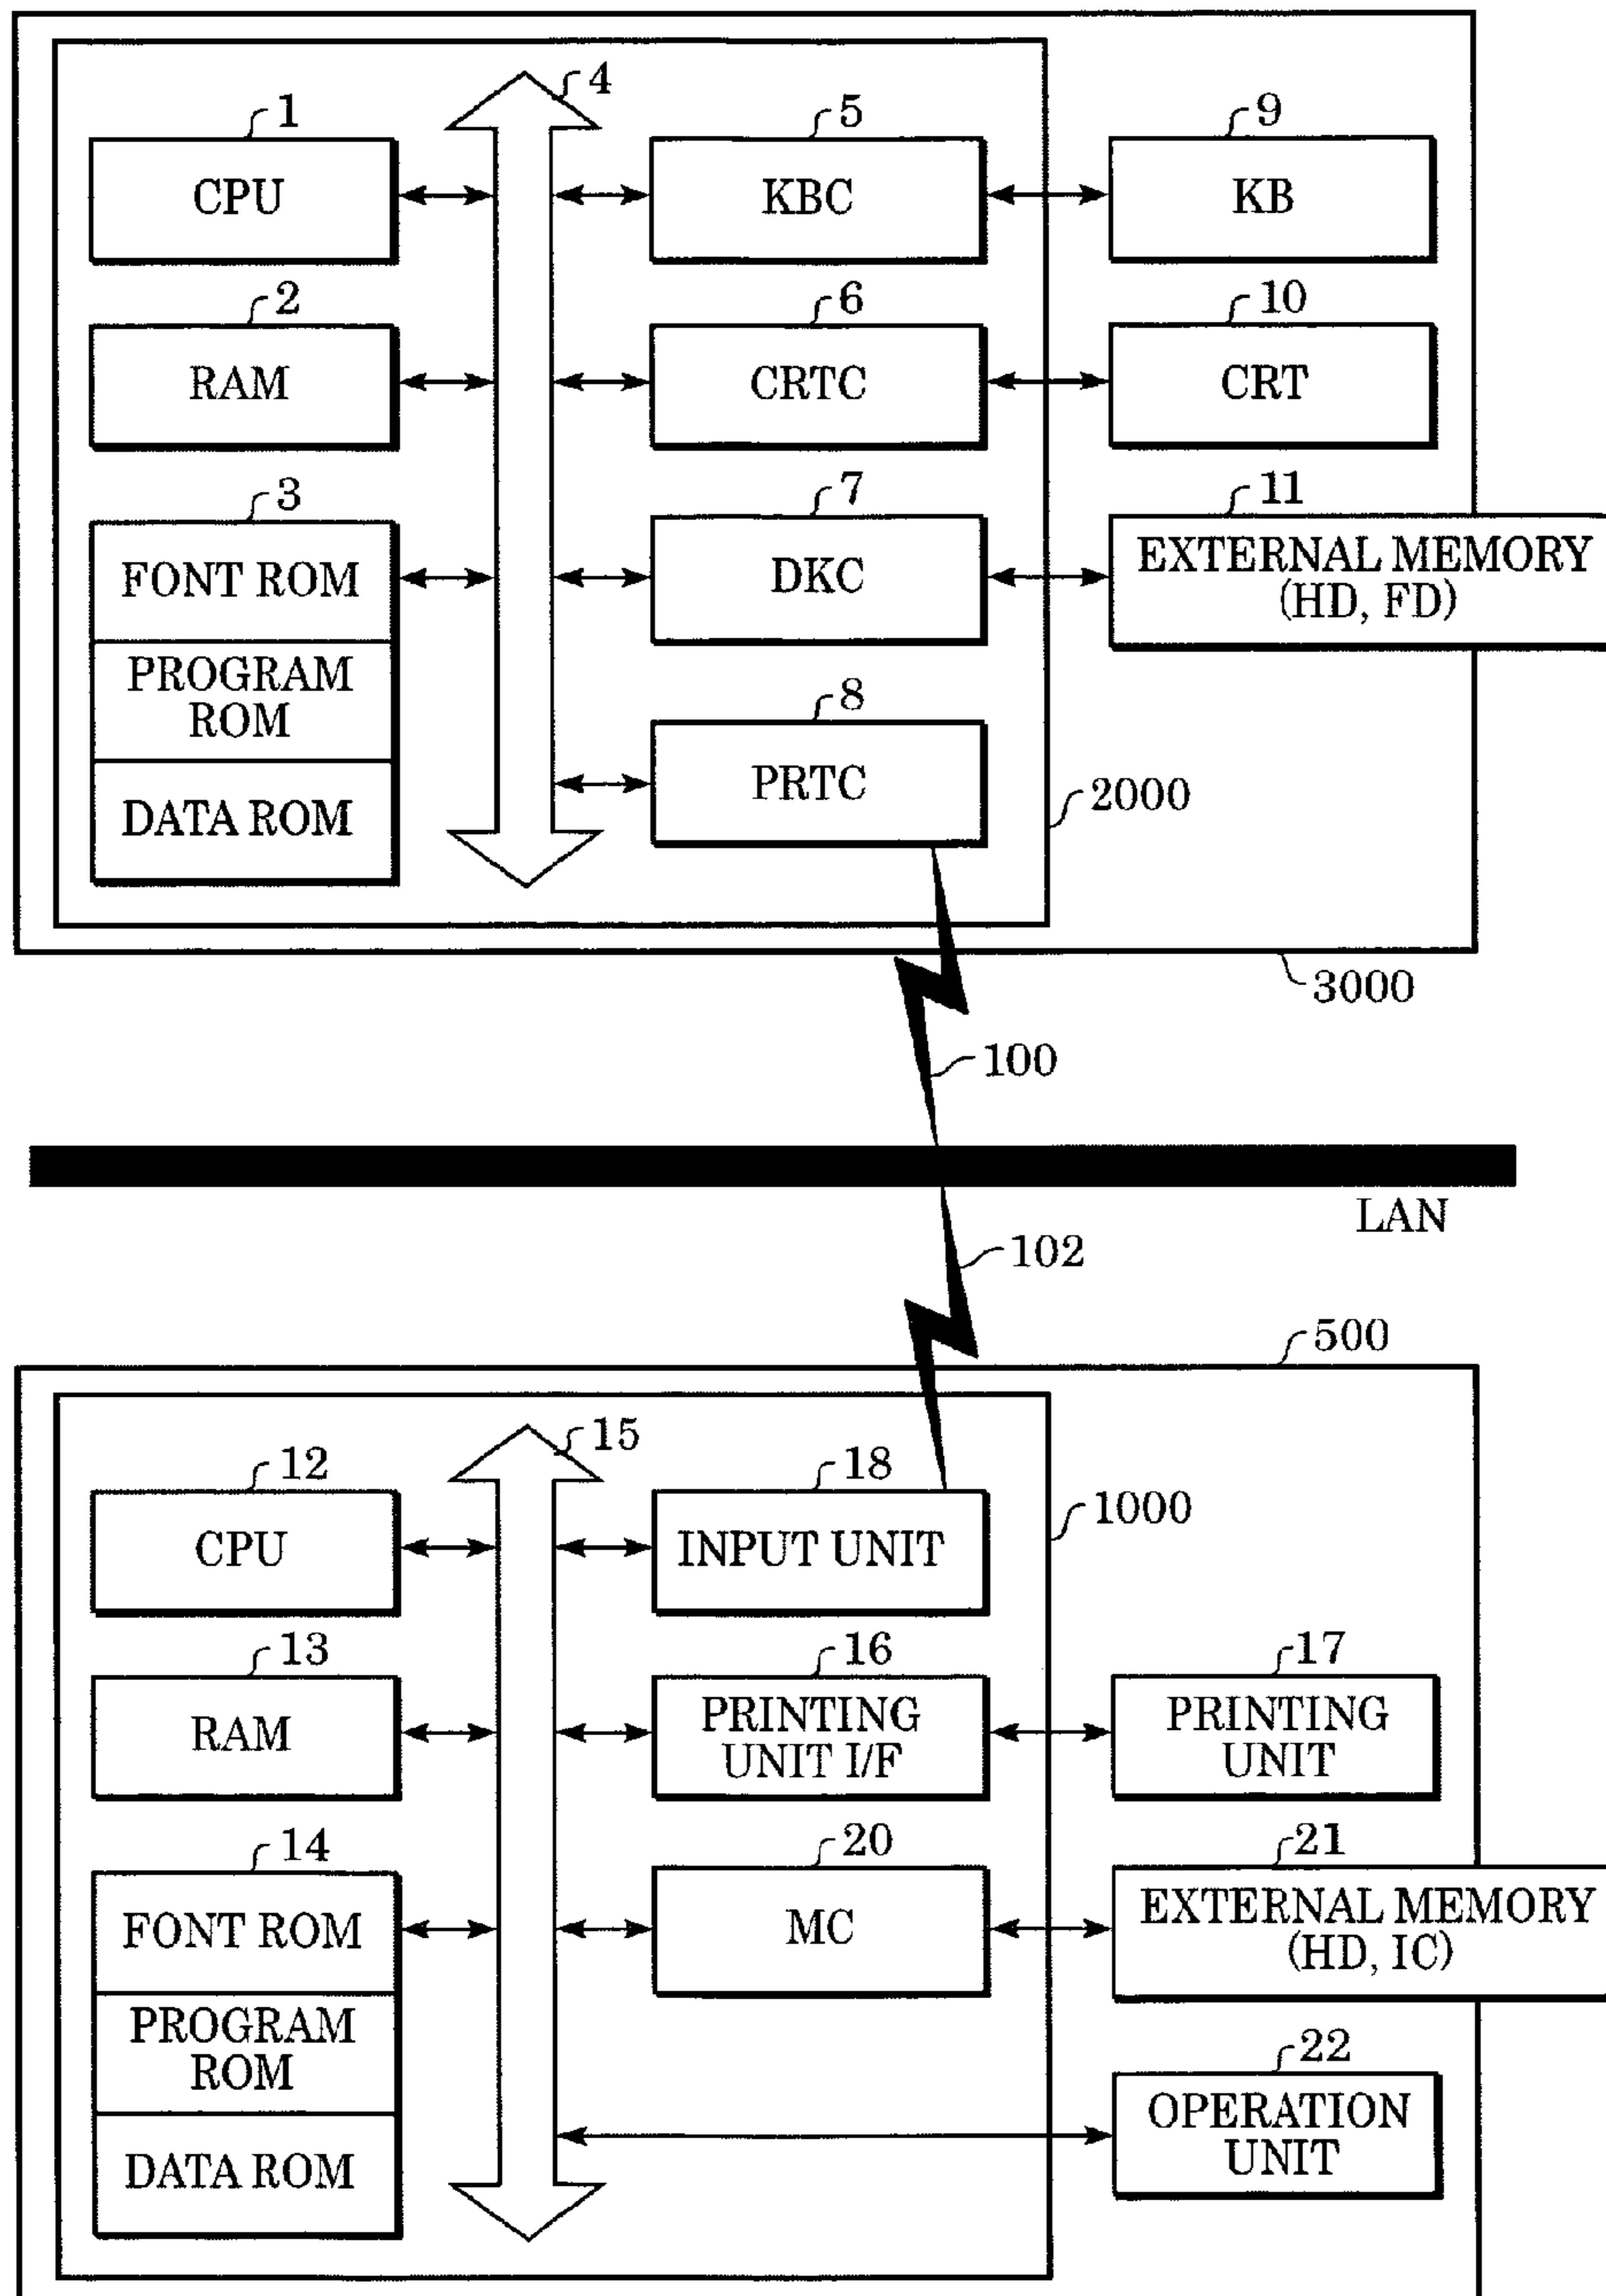 4
1
5
9
CPU
KBC
KB
2
6
10
RAM
CRTC
CRT
3
7
11
FONT ROM
DKC
EXTERNAL MEMORY
(HD, FD)
PROGRAM
ROM
8
DATA ROM
PRTC
2000
3000
100
LAN
102
500
15
12
18
1000
CPU
INPUT UNIT
13
16
17
RAM
PRINTING
UNIT I/F
PRINTING
UNIT
14
20
21
FONT ROM
MC
EXTERNAL MEMORY
(HD, IC)
PROGRAM
ROM
22
DATA ROM
OPERATION
UNIT